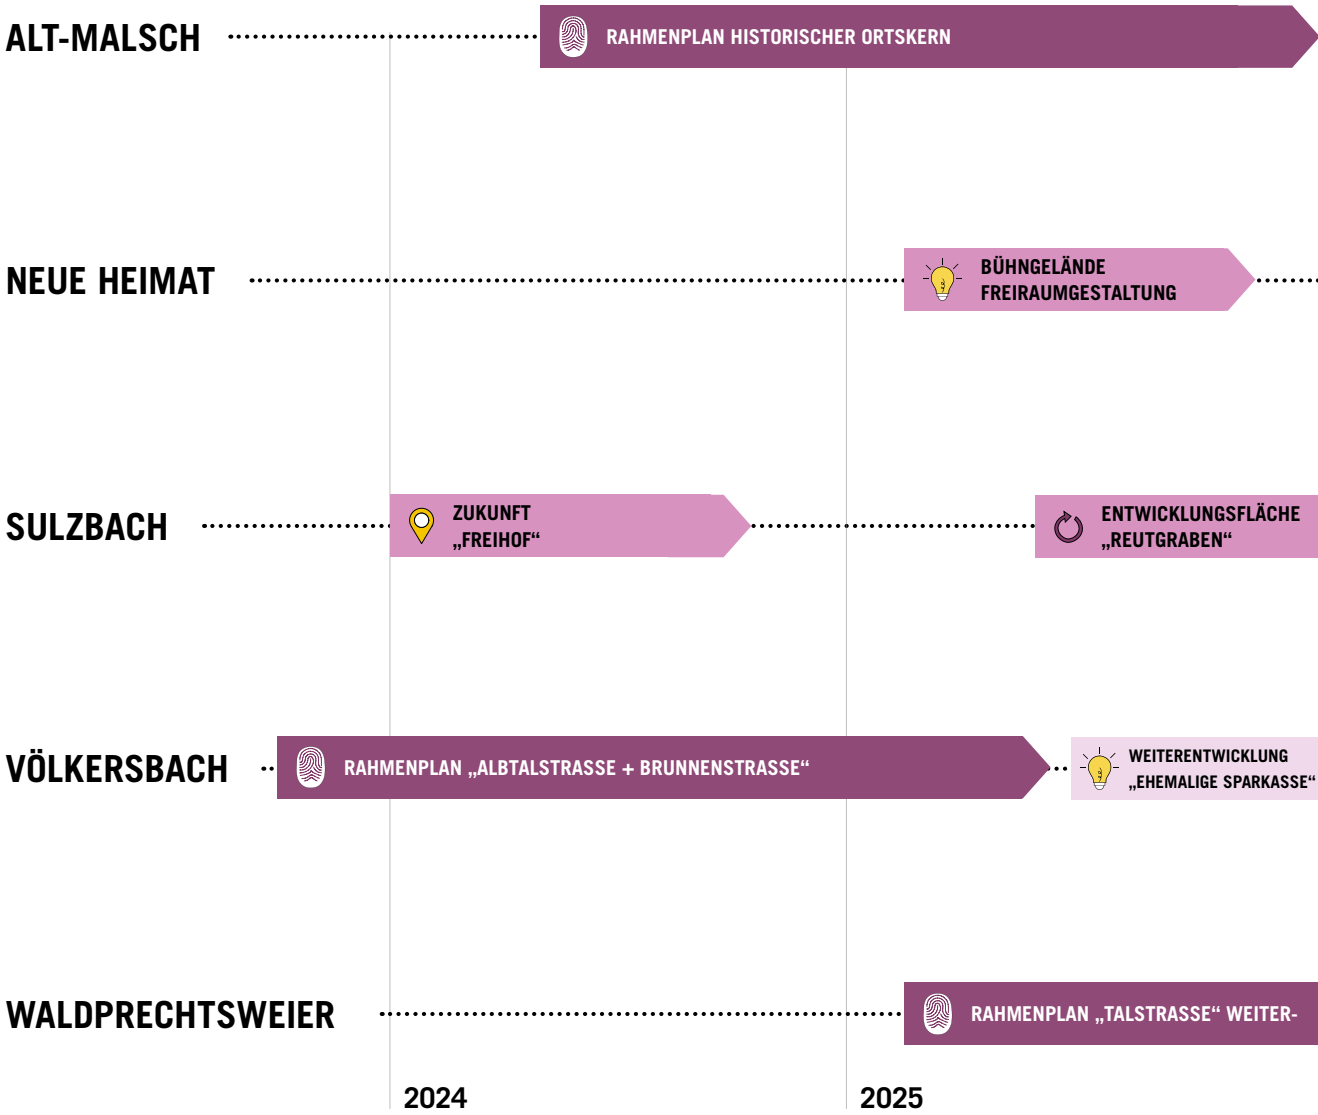 ALT-MALSCH
RAHMENPLAN HISTORISCHER ORTSKERN
NEUE HEIMAT
BÜHNGELÄNDE
FREIRAUMGESTALTUNG
SULZBACH
ZUKUNFT
„FREIHOF“
ENTWICKLUNGSFLÄCHE
„REUTGRABEN“
VÖLKERSBACH
RAHMENPLAN „ALBTALSTRASSE + BRUNNENSTRASSE“
WEITERENTWICKLUNG
„EHEMALIGE SPARKASSE“
WALDPRECHTSWEIER
RAHMENPLAN „TALSTRASSE“ WEITER-
2024
2025